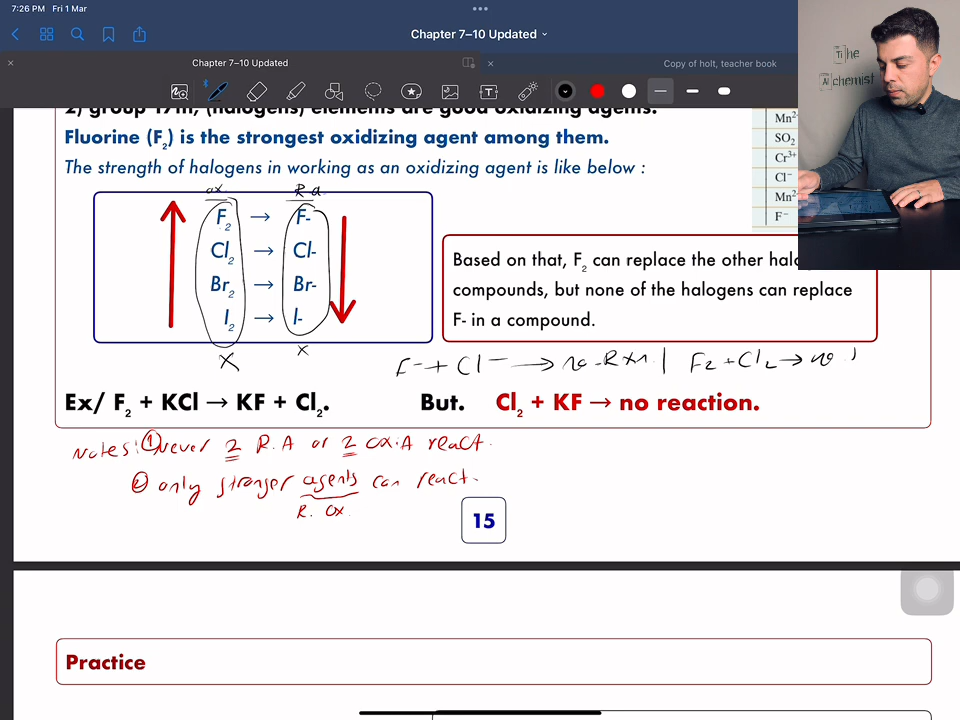 7:26 PM Fri 1 Mar
Chapter 7–10 Updated
Chapter 7–10 Updated
Copy of holt, teacher book
The
Alchemist
2) group 17th, (halogens) elements are good oxidizing agents.
Fluorine (F2) is the strongest oxidizing agent among them.
The strength of halogens in working as an oxidizing agent is like below :
ox. R a
F2 → F-
Cl2 → Cl-
Br2 → Br-
I2 → I-
X X
Mn2
SO2
Cr3+
Cl−
Mn2
F−
Based on that, F2 can replace the other
compounds, but none of the halogens can replace
F- in a compound.
F- + Cl- → no Rxn | F2 + Cl2 → no
Ex/ F2 + KCl → KF + Cl2. But. Cl2 + KF → no reaction.
Notes: ① Never 2 R.A or 2 ox.A react.
② only stronger agents can react.
R. ox.
15
Practice